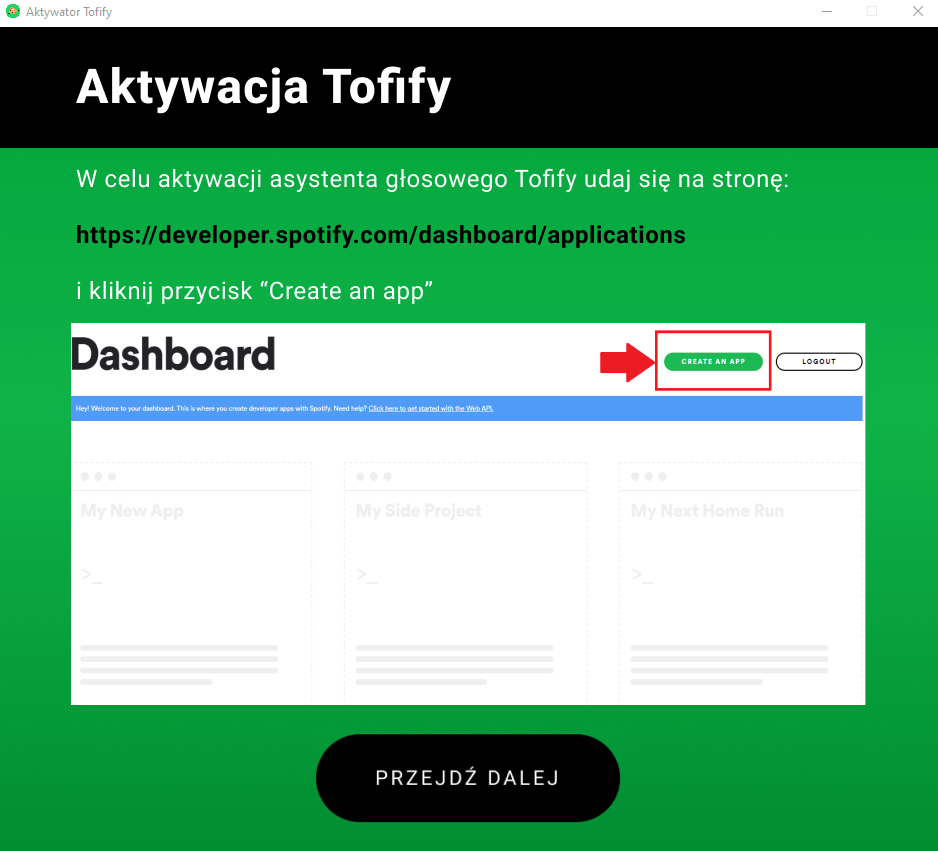 Aktywator Tofify
Aktywacja Tofify
W celu aktywacji asystenta głosowego Tofify udaj się na stronę:
https://developer.spotify.com/dashboard/applications
i kliknij przycisk “Create an app”
Dashboard
CREATE AN APP
LOGOUT
Hey! Welcome to your dashboard. This is where you create developer apps with Spotify. Need help? Click here to get started with the Web API.
My New App
My Side Project
My Next Home Run
>_
>_
>_
PRZEJDŹ DALEJ